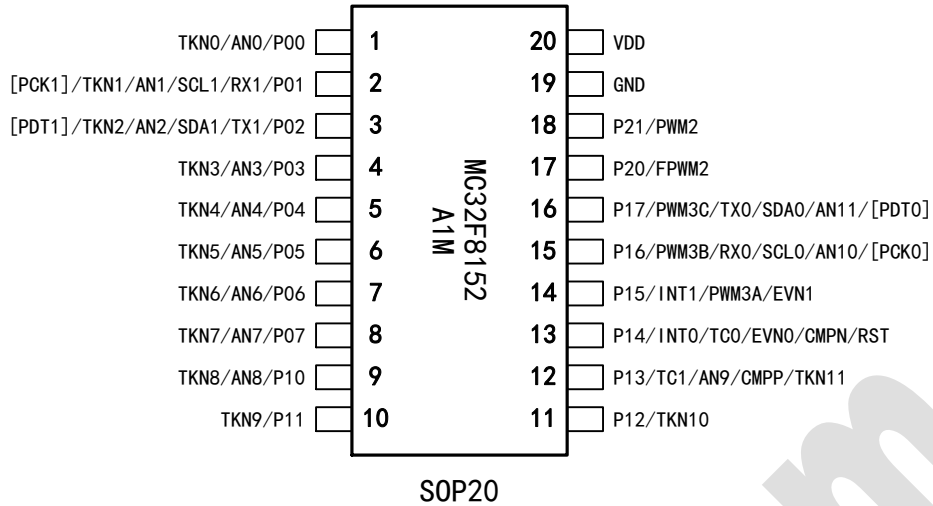 TKN0/AN0/P00 1 20 VDD
[PCK1]/TKN1/AN1/SCL1/RX1/P01 2 19 GND
[PDT1]/TKN2/AN2/SDA1/TX1/P02 3 18 P21/PWM2
TKN3/AN3/P03 4 17 P20/FPWM2
TKN4/AN4/P04 5 16 P17/PWM3C/TX0/SDA0/AN11/[PDT0]
TKN5/AN5/P05 6 15 P16/PWM3B/RX0/SCL0/AN10/[PCK0]
TKN6/AN6/P06 7 14 P15/INT1/PWM3A/EVN1
TKN7/AN7/P07 8 13 P14/INT0/TC0/EVN0/CMPN/RST
TKN8/AN8/P10 9 12 P13/TC1/AN9/CMPP/TKN11
TKN9/P11 10 11 P12/TKN10
MC32F8152
A1M
SOP20